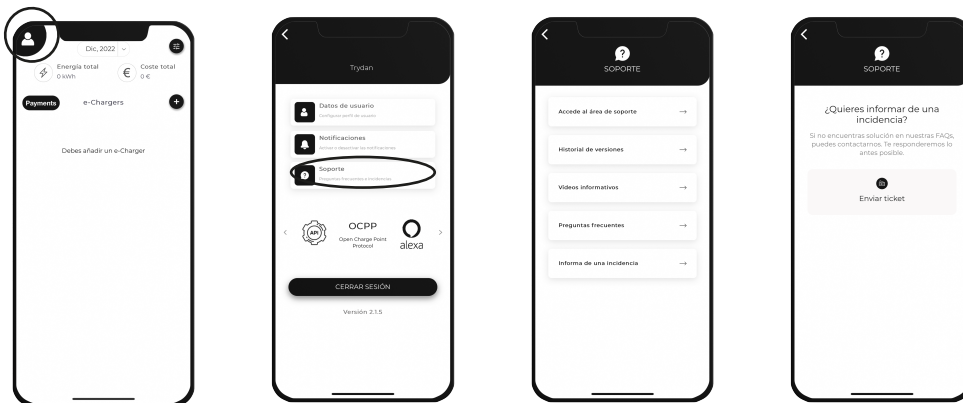 Dic, 2022
Energía total
0 kWh
€
Coste total
0 €
Payments
e-Chargers
+
Debes añadir un e-Charger
Trydan
Datos de usuario
Configurar perfil de usuario
Notificaciones
Activar o desactivar las notificaciones
Soporte
Preguntas frecuentes e incidencias
API
OCPP
Open Charge Point
Protocol
alexa
CERRAR SESIÓN
Versión 2.1.5
?
SOPORTE
Accede al área de soporte →
Historial de versiones →
Videos informativos →
Preguntas frecuentes →
Informa de una incidencia →
?
SOPORTE
¿Quieres informar de una
incidencia?
Si no encuentras solución en nuestras FAQs,
puedes contactarnos. Te responderemos lo
antes posible.
Enviar ticket